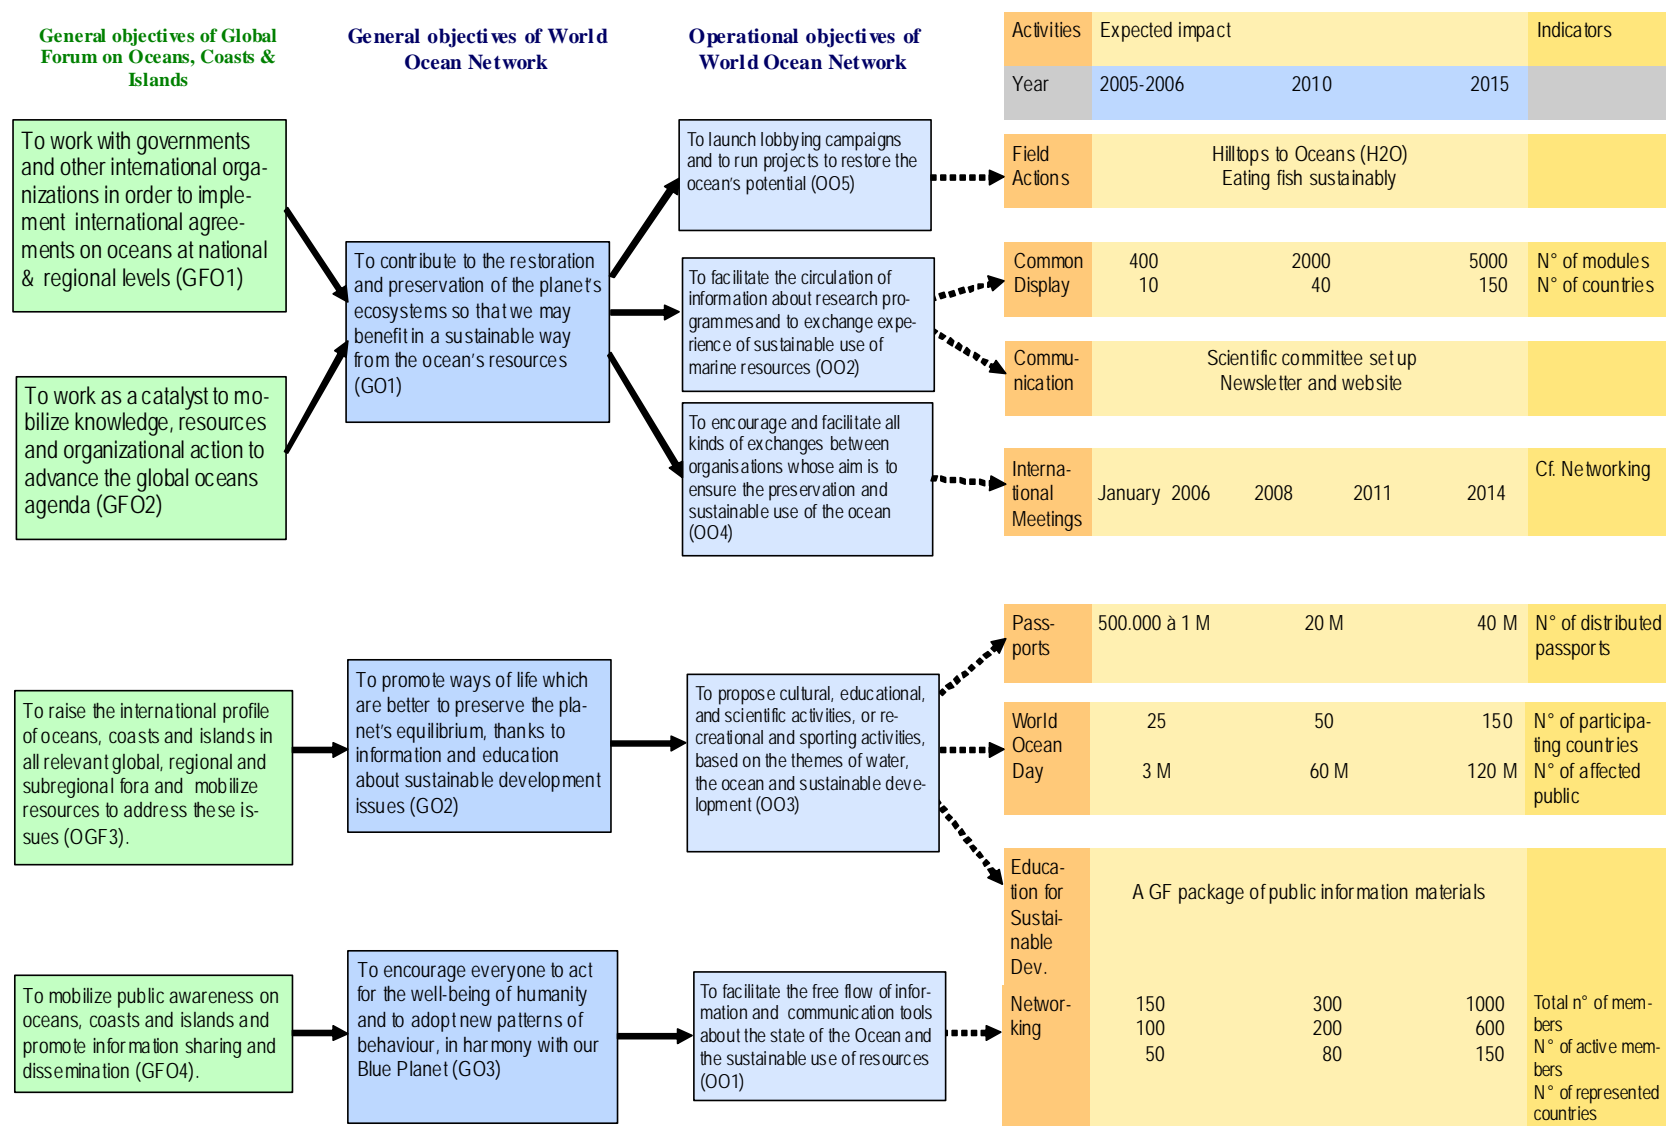 General objectives of Global
Forum on Oceans, Coasts &
Islands
General objectives of World
Ocean Network
Operational objectives of
World Ocean Network
Activities
Expected impact
Indicators
Year
2005-2006
2010
2015
To work with governments
and other international orga-
nizations in order to imple-
ment international agree-
ments on oceans at national
& regional levels (GFO1)
To work as a catalyst to mo-
bilize knowledge, resources
and organizational action to
advance the global oceans
agenda (GFO2)
To contribute to the restoration
and preservation of the planet's
ecosystems so that we may
benefit in a sustainable way
from the ocean's resources
(GO1)
To launch lobbying campaigns
and to run projects to restore the
ocean's potential (OO5)
To facilitate the circulation of
information about research pro-
grammesand to exchange expe-
rience of sustainable use of
marine resources (OO2)
To encourage and facilitate all
kinds of exchanges between
organisations whose aim is to
ensure the preservation and
sustainable use of the ocean
(OO4)
Field
Actions
Hilltops to Oceans (H2O)
Eating fish sustainably
Common
Display
400 2000 5000
10 40 150
N° of modules
N° of countries
Commu-
nication
Scientific committee set up
Newsletter and website
Interna-
tional
Meetings
January 2006 2008 2011 2014
Cf. Networking
To raise the international profile
of oceans, coasts and islands in
all relevant global, regional and
subregional fora and mobilize
resources to address these is-
sues (OGF3).
To promote ways of life which
are better to preserve the pla-
net's equilibrium, thanks to
information and education
about sustainable development
issues (GO2)
To propose cultural, educational,
and scientific activities, or re-
creational and sporting activities,
based on the themes of water,
the ocean and sustainable deve-
lopment (OO3)
Pass-
ports
500.000 à 1 M 20 M 40 M
N° of distributed
passports
World
Ocean
Day
25 50 150
3 M 60 M 120 M
N° of participa-
ting countries
N° of affected
public
Educa-
tion for
Sustai-
nable
Dev.
A GF package of public information materials
To mobilize public awareness on
oceans, coasts and islands and
promote information sharing and
dissemination (GFO4).
To encourage everyone to act
for the well-being of humanity
and to adopt new patterns of
behaviour, in harmony with our
Blue Planet (GO3)
To facilitate the free flow of infor-
mation and communication tools
about the state of the Ocean and
the sustainable use of resources
(OO1)
Networ-
king
150 300 1000
100 200 600
50 80 150
Total n° of mem-
bers
N° of active mem-
bers
N° of represented
countries